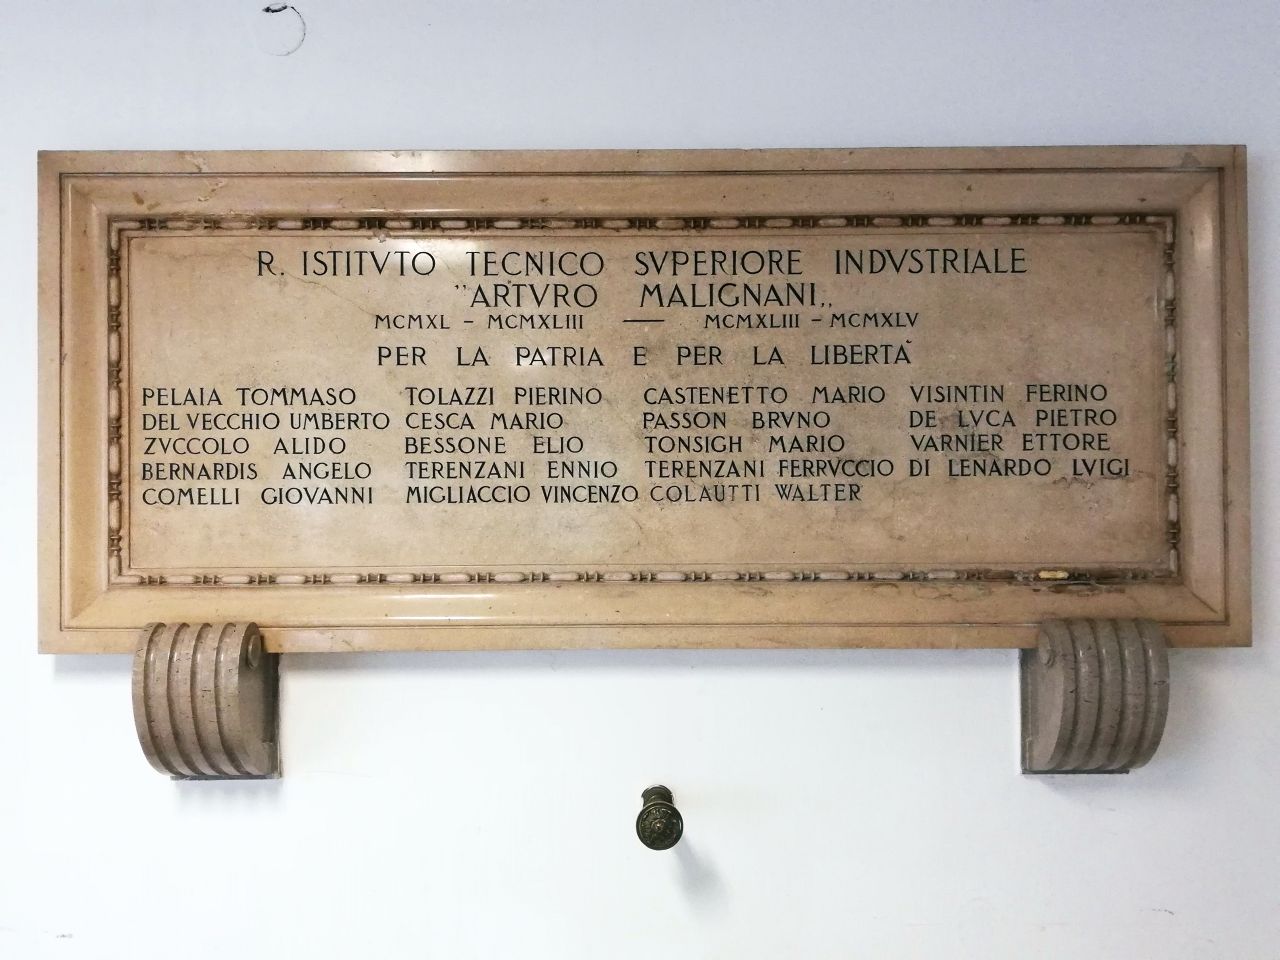 R. ISTITVTO TECNICO SVPERIORE INDVSTRIALE
"ARTVRO MALIGNANI„
MCMXL - MCMXLIII — MCMXLIII - MCMXLV
PER LA PATRIA E PER LA LIBERTÀ
PELAIA TOMMASO TOLAZZI PIERINO CASTENETTO MARIO VISINTIN FERINO
DEL VECCHIO UMBERTO CESCA MARIO PASSON BRVNO DE LVCA PIETRO
ZVCCOLO ALIDO BESSONE ELIO TONSIGH MARIO VARNIER ETTORE
BERNARDIS ANGELO TERENZANI ENNIO TERENZANI FERRVCCIO DI LENARDO LVIGI
COMELLI GIOVANNI MIGLIACCIO VINCENZO COLAUTTI WALTER